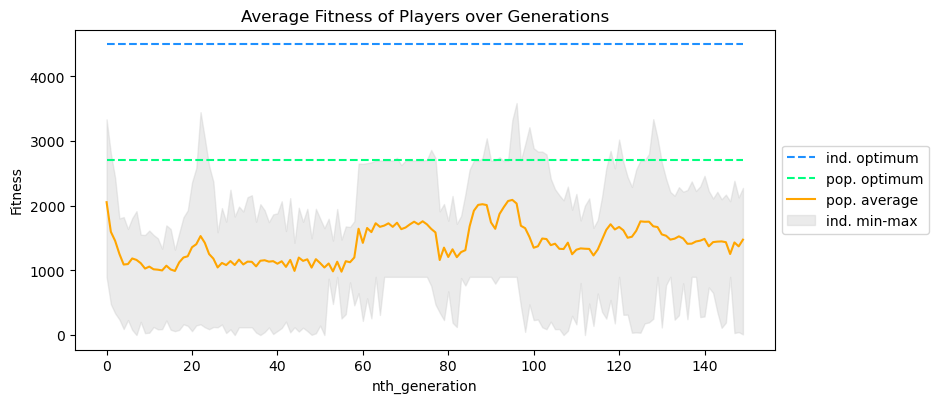 Average Fitness of Players over Generations
Fitness
4000
3000
2000
1000
0
0 20 40 60 80 100 120 140
nth_generation
ind. optimum
pop. optimum
pop. average
ind. min-max